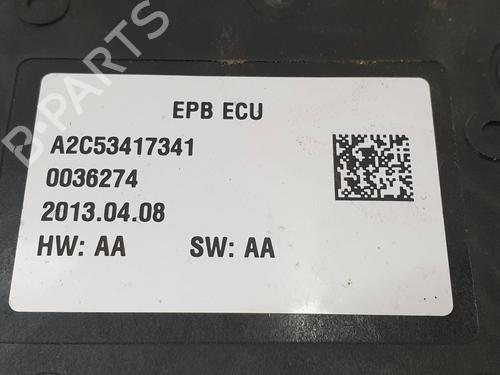 B-PARTS
EPB ECU
A2C53417341
0036274
2013.04.08
HW: AA SW: AA